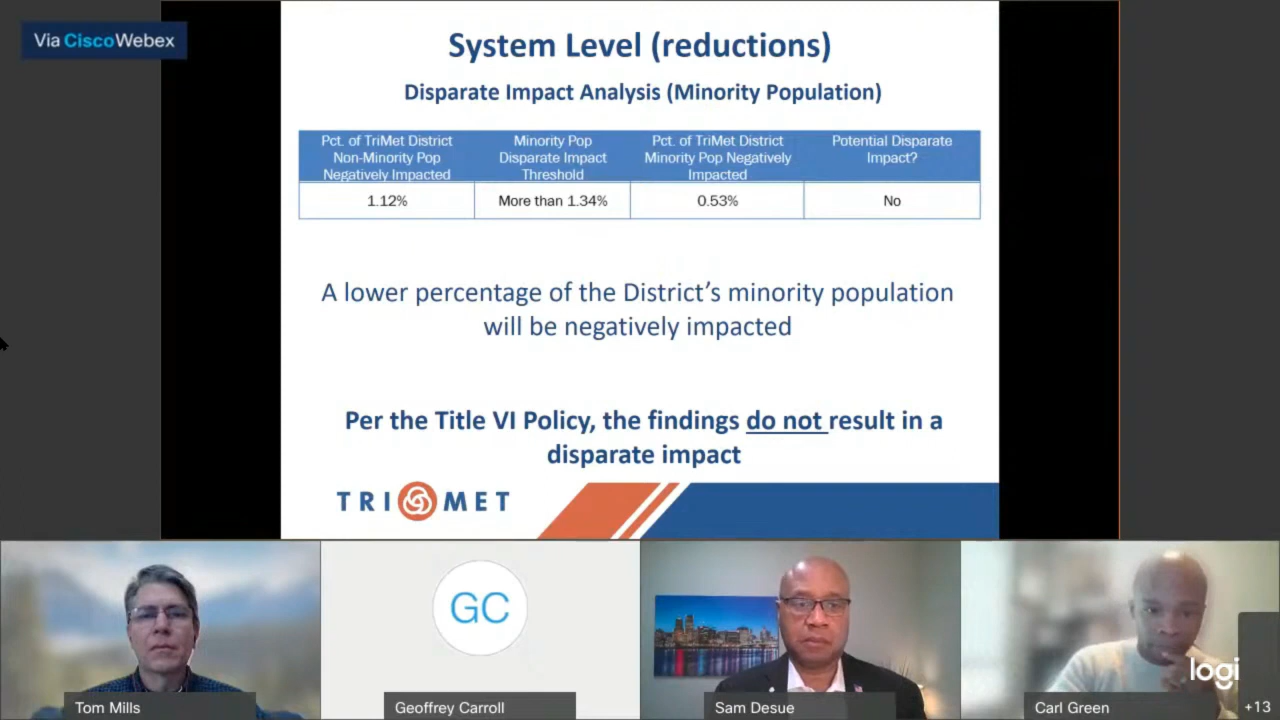 Via CiscoWebex
System Level (reductions)
Disparate Impact Analysis (Minority Population)
Pct. of TriMet District
Non-Minority Pop
Negatively Impacted
Minority Pop
Disparate Impact
Threshold
Pct. of TriMet District
Minority Pop Negatively
Impacted
Potential Disparate
Impact?
1.12%
More than 1.34%
0.53%
No
A lower percentage of the District's minority population
will be negatively impacted
Per the Title VI Policy, the findings do not result in a
disparate impact
TRI MET
GC
logi
Tom Mills
Geoffrey Carroll
Sam Desue
Carl Green
+13